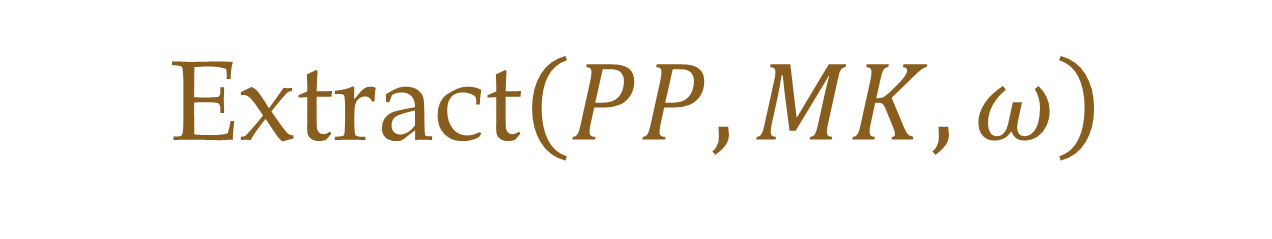 Extract(PP, MK, ω)